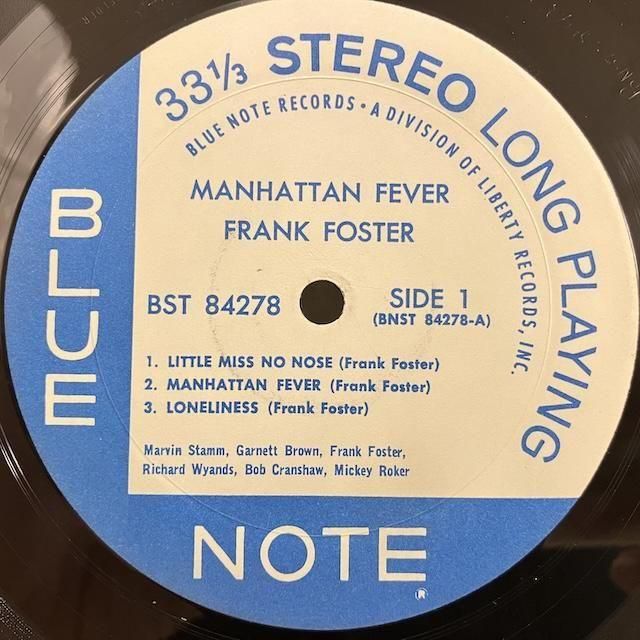 33⅓ STEREO LONG PLAYING
BLUE NOTE RECORDS • A DIVISION OF LIBERTY RECORDS, INC.
MANHATTAN FEVER
FRANK FOSTER
BST 84278
SIDE 1
(BNST 84278-A)
1. LITTLE MISS NO NOSE (Frank Foster)
2. MANHATTAN FEVER (Frank Foster)
3. LONELINESS (Frank Foster)
Marvin Stamm, Garnett Brown, Frank Foster,
Richard Wyands, Bob Cranshaw, Mickey Roker
BLUE
NOTE
®